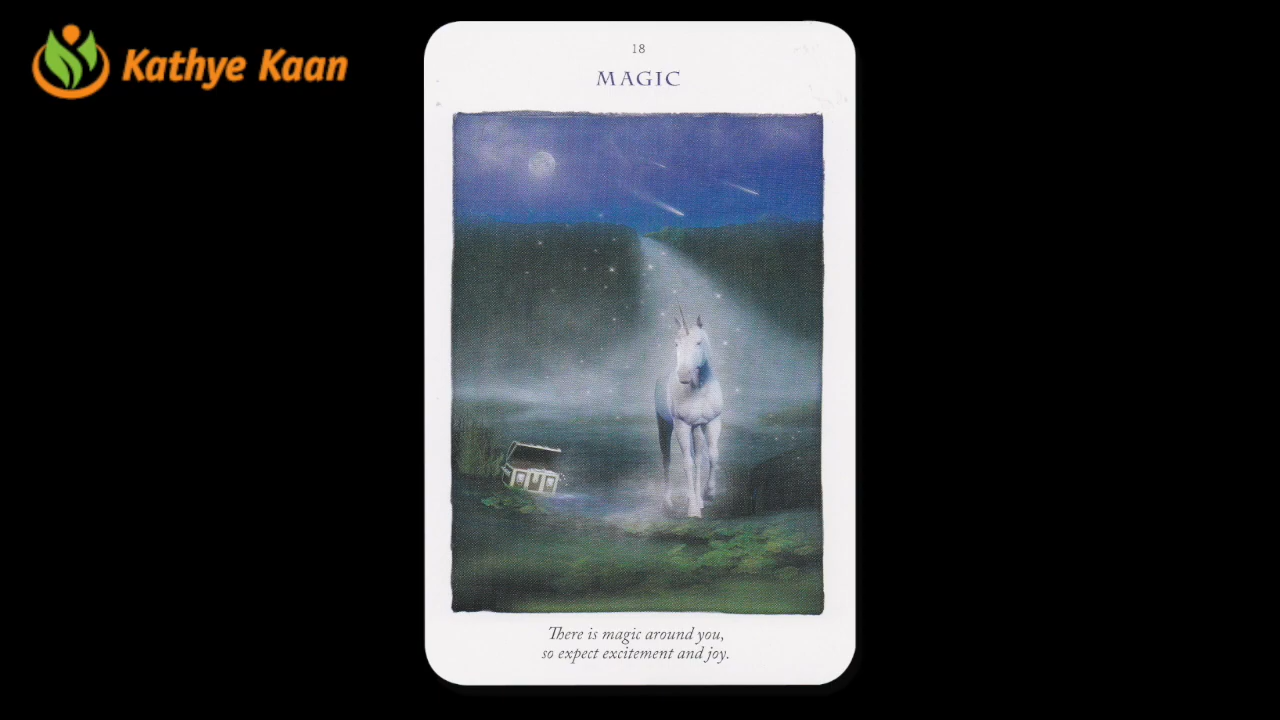 Kathye Kaan
18
MAGIC
There is magic around you,
so expect excitement and joy.